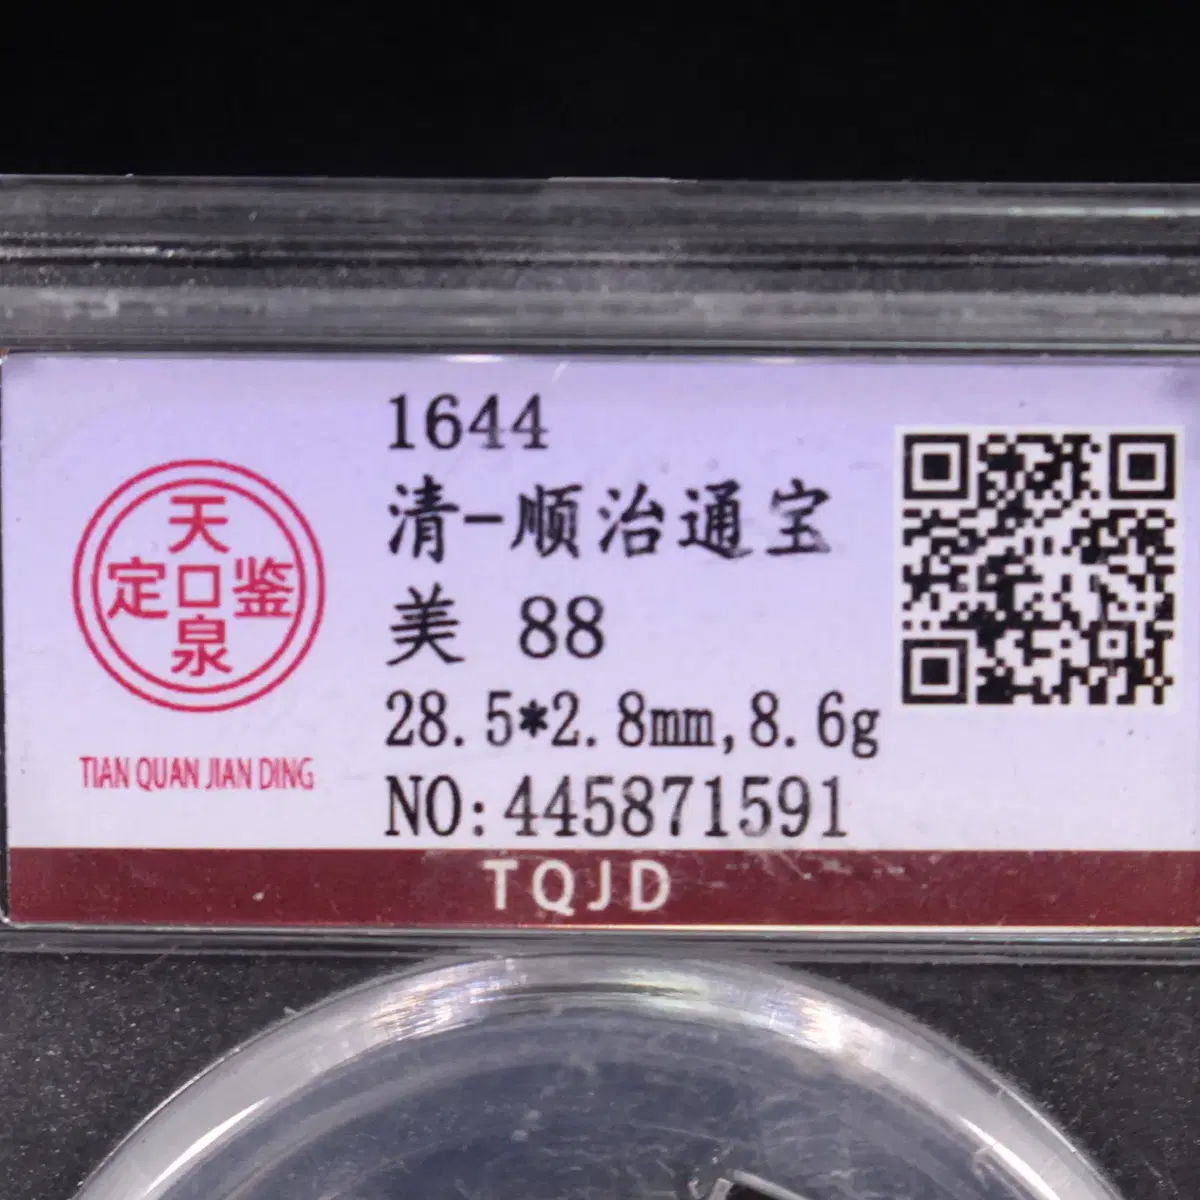 天泉鉴定
TIAN QUAN JIAN DING
1644
清-顺治通宝
美 88
28.5*2.8mm,8.6g
NO:445871591
TQJD